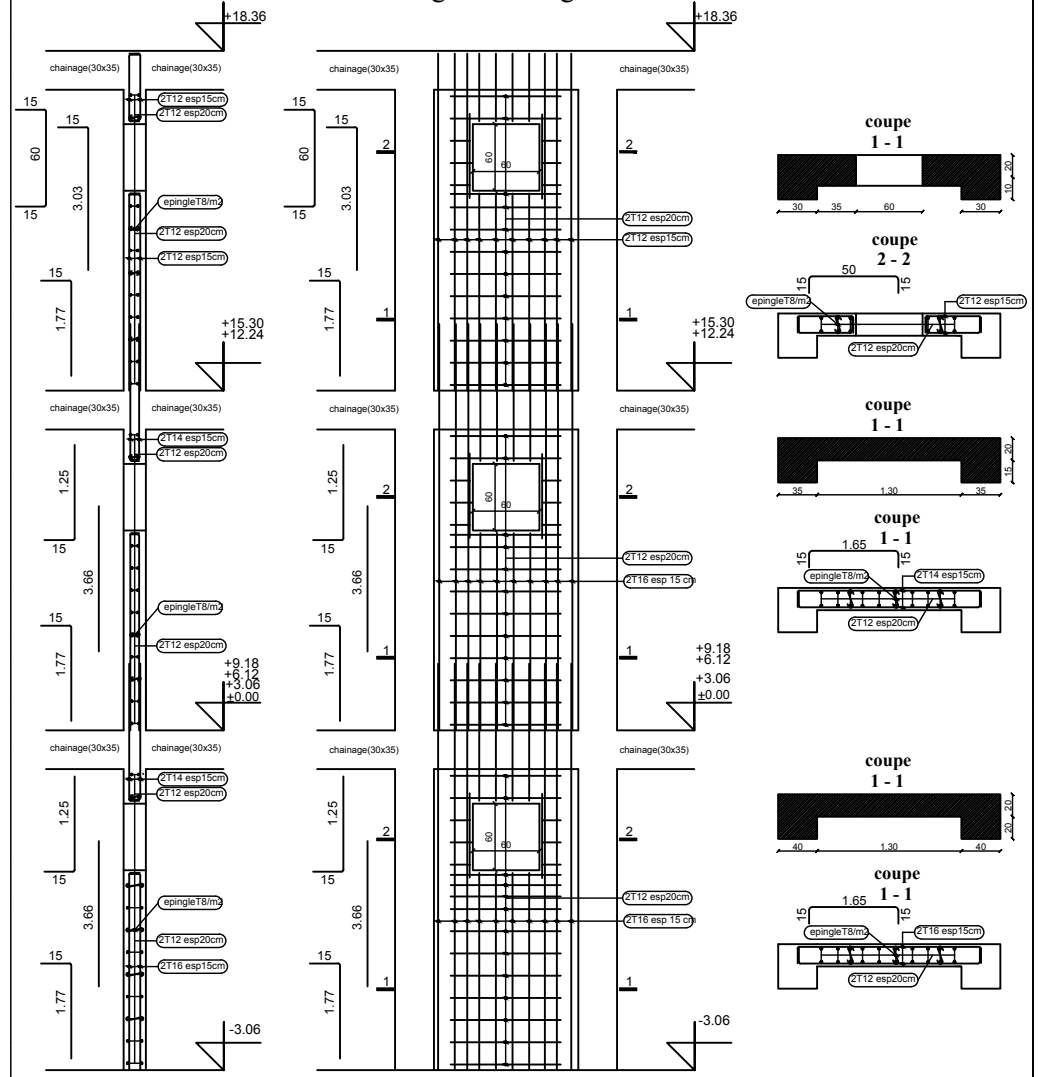 +18.36
+18.36
chainage(30x35)
chainage(30x35)
chainage(30x35)
chainage(30x35)
15
60
15
15
3.03
15
1.77
2T12 esp15cm
2T12 esp20cm
epingleT8/m2
2T12 esp20cm
2T12 esp15cm
+15.30
+12.24
15
60
15
15
3.03
15
1.77
2
1
60
60
2
2T12 esp20cm
2T12 esp15cm
1
+15.30
+12.24
chainage(30x35)
chainage(30x35)
chainage(30x35)
chainage(30x35)
1.25
15
3.66
15
1.77
2T14 esp15cm
2T12 esp20cm
epingleT8/m2
2T12 esp20cm
+9.18
+6.12
+3.06
±0.00
1.25
15
3.66
15
1.77
2
1
60
60
2
2T12 esp20cm
2T16 esp 15 cm
1
+9.18
+6.12
+3.06
±0.00
chainage(30x35)
chainage(30x35)
chainage(30x35)
chainage(30x35)
1.25
15
3.66
15
1.77
2T14 esp15cm
2T12 esp20cm
epingleT8/m2
2T12 esp20cm
2T16 esp15cm
-3.06
1.25
15
3.66
15
1.77
2
1
60
60
2
2T12 esp20cm
2T16 esp 15 cm
1
-3.06
coupe
1 - 1
20
10
30
35
60
30
coupe
2 - 2
50
15
15
epingleT8/m2
2T12 esp15cm
2T12 esp20cm
coupe
1 - 1
20
15
35
1.30
35
coupe
1 - 1
1.65
15
15
epingleT8/m2
2T14 esp15cm
2T12 esp20cm
coupe
1 - 1
20
20
40
1.30
40
coupe
1 - 1
1.65
15
15
epingleT8/m2
2T16 esp15cm
2T12 esp20cm